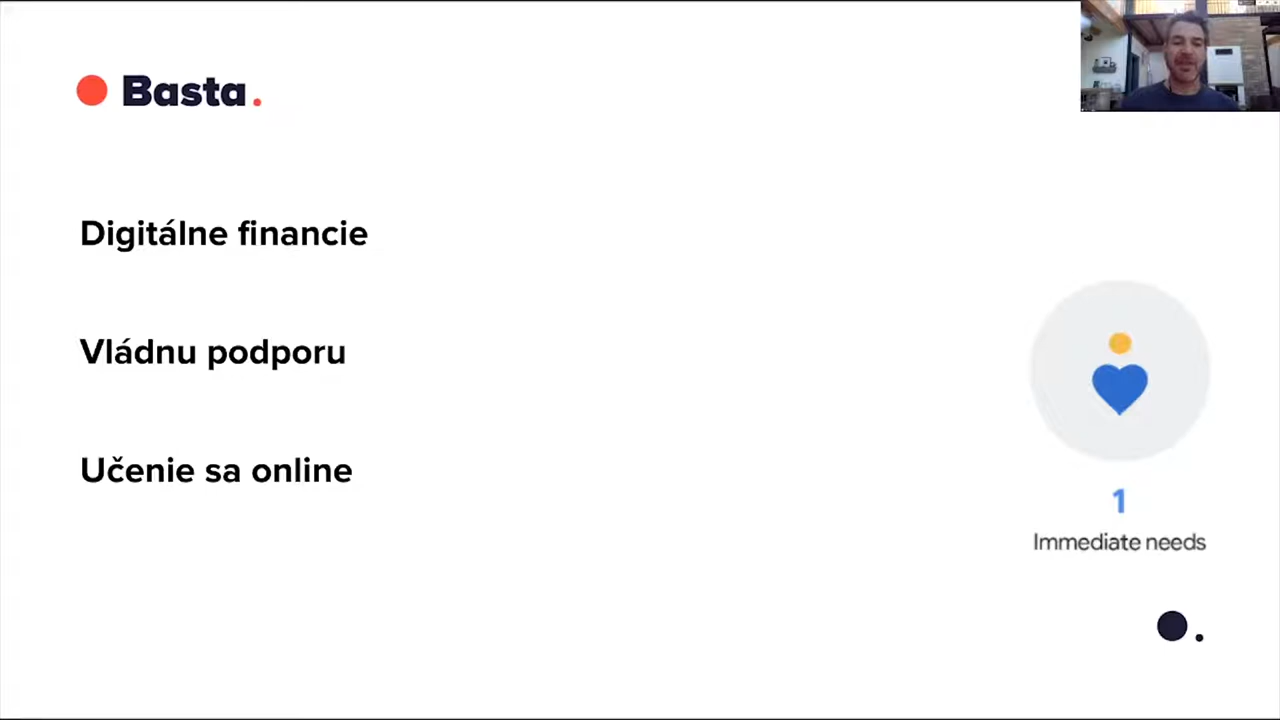 Basta.
Digitálne financie
Vládnu podporu
Učenie sa online
1
Immediate needs